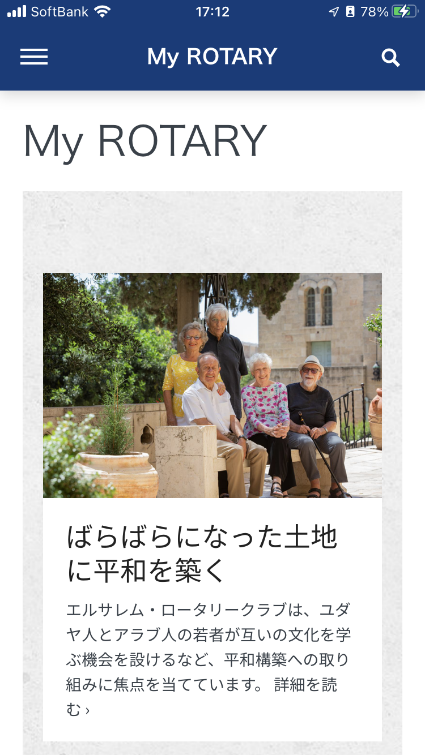 SoftBank 17:12 78%
My ROTARY
My ROTARY
ばらばらになった土地
に平和を築く
エルサレム・ロータリークラブは、ユダ
ヤ人とアラブ人の若者が互いの文化を学
ぶ機会を設けるなど、平和構築への取り
組みに焦点を当てています。 詳細を読
む ›